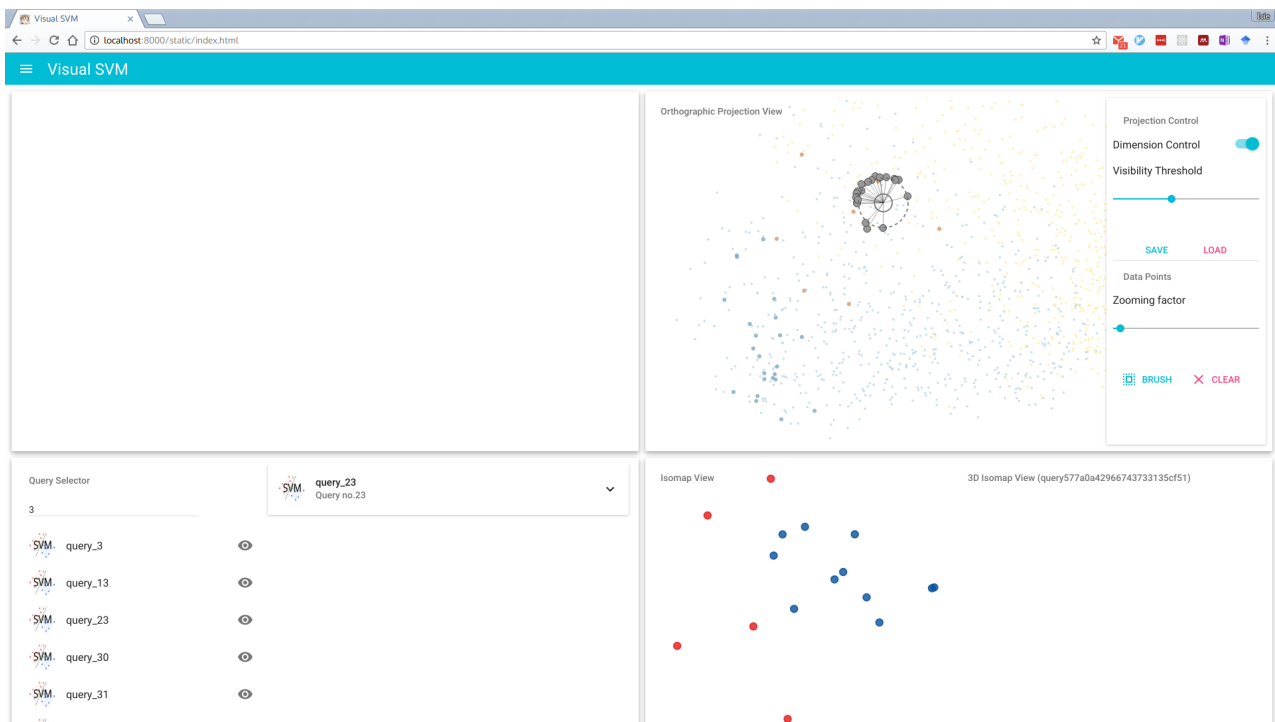 Visual SVM
localhost:8000/static/index.html
21
Visual SVM
Orthographic Projection View
Projection Control
Dimension Control
Visibility Threshold
SAVE LOAD
Data Points
Zooming factor
BRUSH CLEAR
Query Selector
3
SVM query_3
SVM query_13
SVM query_23
SVM query_30
SVM query_31
SVM query_23
Query no.23
Isomap View
3D Isomap View (query577a0a42966743733135cf51)